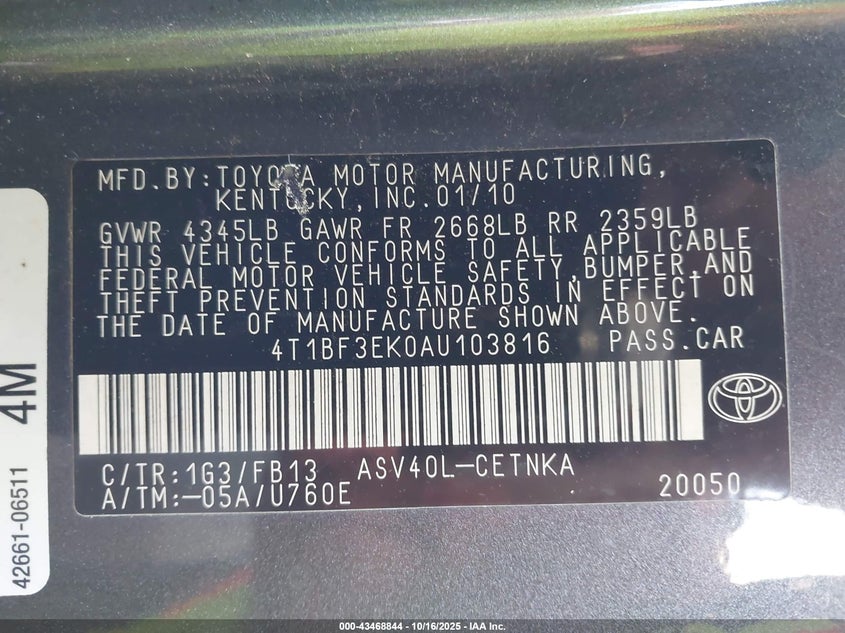 MFD.BY:TOYOTA MOTOR MANUFACTURING,
KENTUCKY,INC.01/10
GVWR 4345LB GAWR FR 2668LB RR 2359LB
THIS VEHICLE CONFORMS TO ALL APPLICABLE
FEDERAL MOTOR VEHICLE SAFETY,BUMPER,AND
THEFT PREVENTION STANDARDS IN EFFECT ON
THE DATE OF MANUFACTURE SHOWN ABOVE.
4T1BF3EK0AU103816 PASS.CAR
C/TR:1G3/FB13 ASV40L-CETNKA
A/TM:-05A/U760E 20050
4M
42661-06511
000-43468844 - 10/16/2025 - IAA Inc.